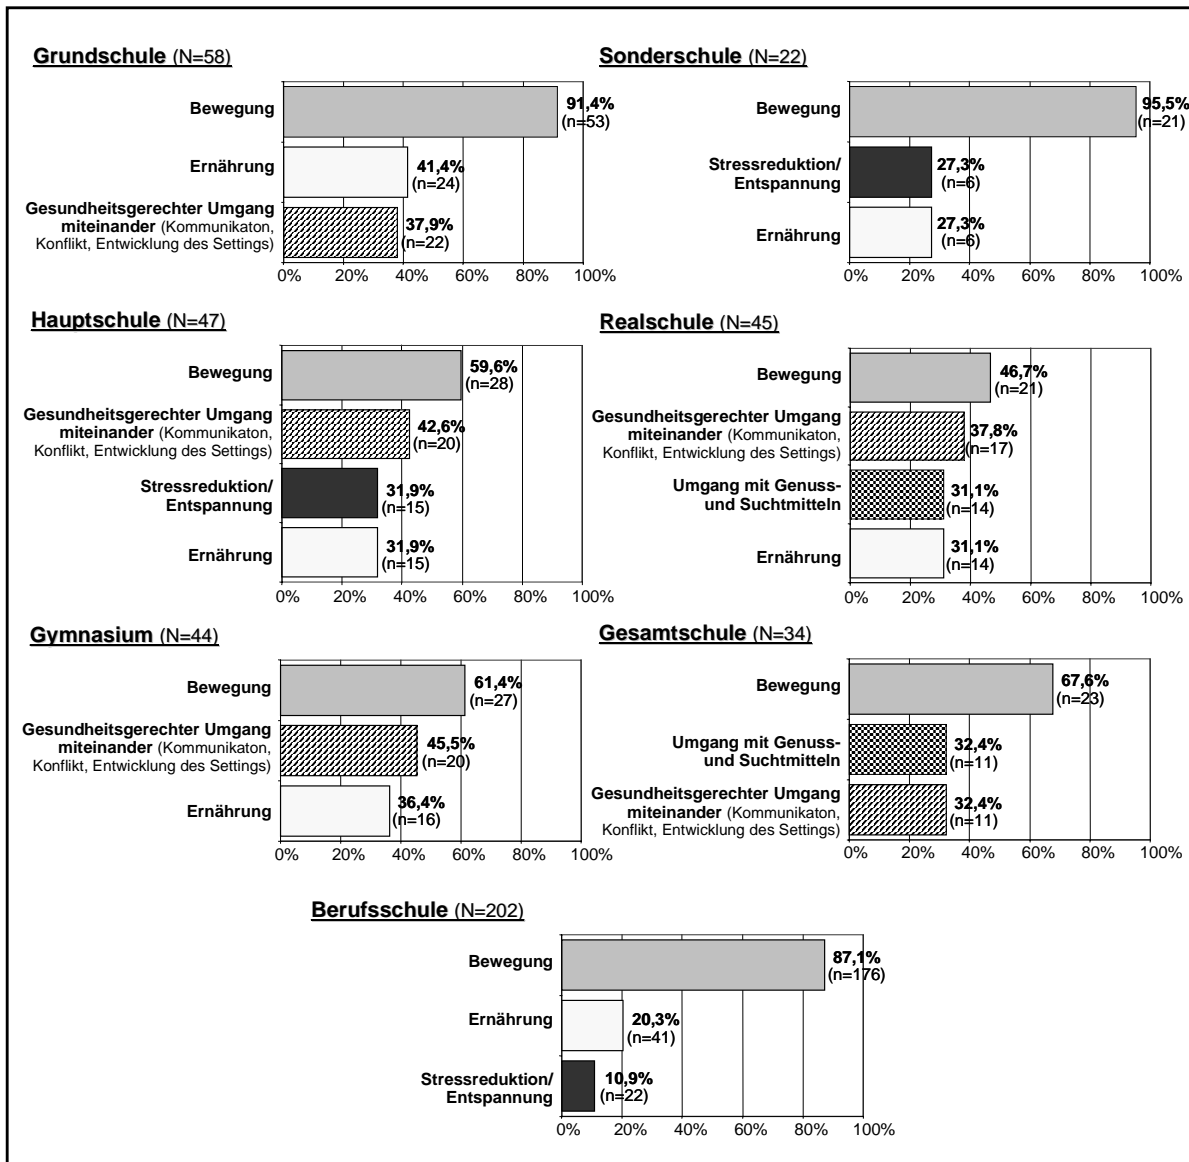 Grundschule (N=58)
Bewegung
91,4%
(n=53)
Ernährung
41,4%
(n=24)
Gesundheitsgerechter Umgang
miteinander (Kommunikaton,
Konflikt, Entwicklung des Settings)
37,9%
(n=22)
0% 20% 40% 60% 80% 100%
Sonderschule (N=22)
Bewegung
95,5%
(n=21)
Stressreduktion/
Entspannung
27,3%
(n=6)
Ernährung
27,3%
(n=6)
0% 20% 40% 60% 80% 100%
Hauptschule (N=47)
Bewegung
59,6%
(n=28)
Gesundheitsgerechter Umgang
miteinander (Kommunikaton,
Konflikt, Entwicklung des Settings)
42,6%
(n=20)
Stressreduktion/
Entspannung
31,9%
(n=15)
Ernährung
31,9%
(n=15)
0% 20% 40% 60% 80% 100%
Realschule (N=45)
Bewegung
46,7%
(n=21)
Gesundheitsgerechter Umgang
miteinander (Kommunikaton,
Konflikt, Entwicklung des Settings)
37,8%
(n=17)
Umgang mit Genuss-
und Suchtmitteln
31,1%
(n=14)
Ernährung
31,1%
(n=14)
0% 20% 40% 60% 80% 100%
Gymnasium (N=44)
Bewegung
61,4%
(n=27)
Gesundheitsgerechter Umgang
miteinander (Kommunikaton,
Konflikt, Entwicklung des Settings)
45,5%
(n=20)
Ernährung
36,4%
(n=16)
0% 20% 40% 60% 80% 100%
Gesamtschule (N=34)
Bewegung
67,6%
(n=23)
Umgang mit Genuss-
und Suchtmitteln
32,4%
(n=11)
Gesundheitsgerechter Umgang
miteinander (Kommunikaton,
Konflikt, Entwicklung des Settings)
32,4%
(n=11)
0% 20% 40% 60% 80% 100%
Berufsschule (N=202)
Bewegung
87,1%
(n=176)
Ernährung
20,3%
(n=41)
Stressreduktion/
Entspannung
10,9%
(n=22)
0% 20% 40% 60% 80% 100%